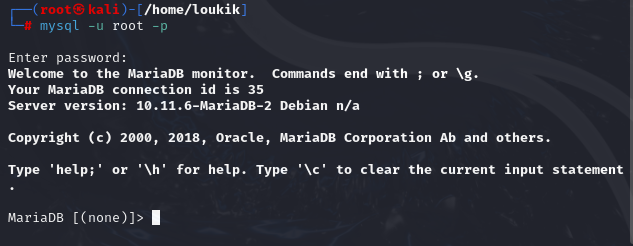 ┌──(root㉿kali)-[/home/loukik]
└─# mysql -u root -p
Enter password:
Welcome to the MariaDB monitor.  Commands end with ; or \g.
Your MariaDB connection id is 35
Server version: 10.11.6-MariaDB-2 Debian n/a
Copyright (c) 2000, 2018, Oracle, MariaDB Corporation Ab and others.
Type 'help;' or '\h' for help. Type '\c' to clear the current input statement
.
MariaDB [(none)]>